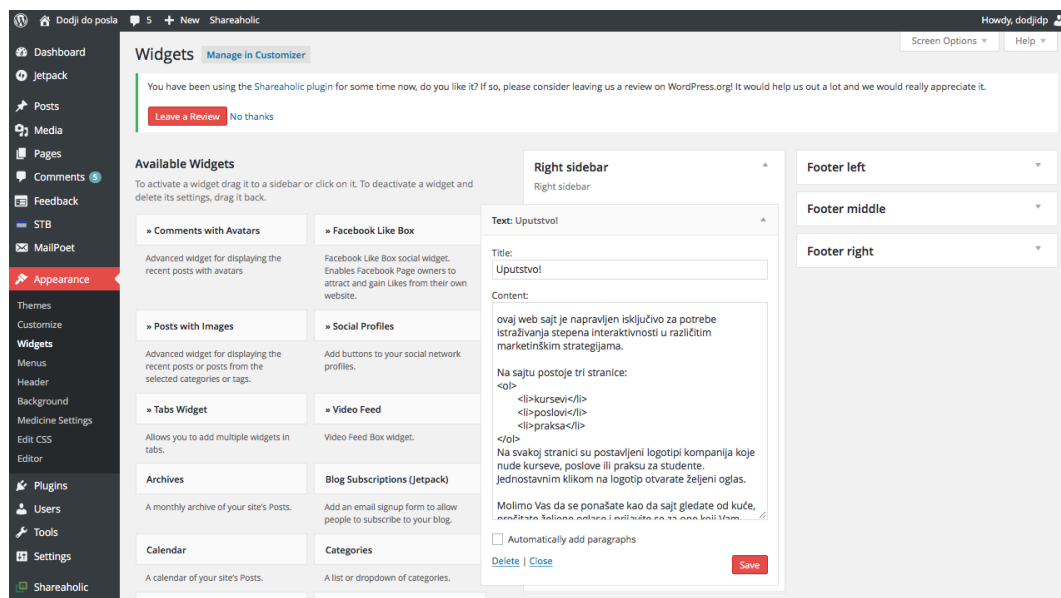 Dodji do posla 5 + New Shareaholic
Howdy, dodjidp
Dashboard
Jetpack
Posts
Media
Pages
Comments 5
Feedback
STB
MailPoet
Appearance
Themes
Customize
Widgets
Menus
Header
Background
Medicine Settings
Edit CSS
Editor
Plugins
Users
Tools
Settings
Shareaholic
Screen Options
Help
Widgets Manage in Customizer
You have been using the Shareaholic plugin for some time now, do you like it? If so, please consider leaving us a review on WordPress.org! It would help us out a lot and we would really appreciate it.
Leave a Review No thanks
Available Widgets
To activate a widget drag it to a sidebar or click on it. To deactivate a widget and
delete its settings, drag it back.
» Comments with Avatars
Advanced widget for displaying the
recent posts with avatars
» Facebook Like Box
Facebook Like Box social widget.
Enables Facebook Page owners to
attract and gain Likes from their own
website.
» Posts with Images
Advanced widget for displaying the
recent posts or posts from the
selected categories or tags.
» Social Profiles
Add buttons to your social network
profiles.
» Tabs Widget
Allows you to add multiple widgets in
tabs.
» Video Feed
Video Feed Box widget.
Archives
A monthly archive of your site's Posts.
Blog Subscriptions (Jetpack)
Add an email signup form to allow
people to subscribe to your blog.
Calendar
A calendar of your site's Posts.
Categories
A list or dropdown of categories.
Right sidebar
Right sidebar
Text: Uputstvo!
Title:
Uputstvo!
Content:
ovaj web sajt je napravljen isključivo za potrebe
istraživanja stepena interaktivnosti u različitim
marketinškim strategijama.
Na sajtu postoje tri stranice:
<ol>
<li>kursevi</li>
<li>poslovi</li>
<li>praksa</li>
</ol>
Na svakoj stranici su postavljeni logotipi kompanija koje
nude kurseve, poslove ili praksu za studente.
Jednostavnim klikom na logotip otvarate željeni oglas.
Molimo Vas da se ponašate kao da sajt gledate od kuće,
pročitate željene oglase i prijavite se za one koji Vam
Automatically add paragraphs
Delete | Close
Save
Footer left
Footer middle
Footer right